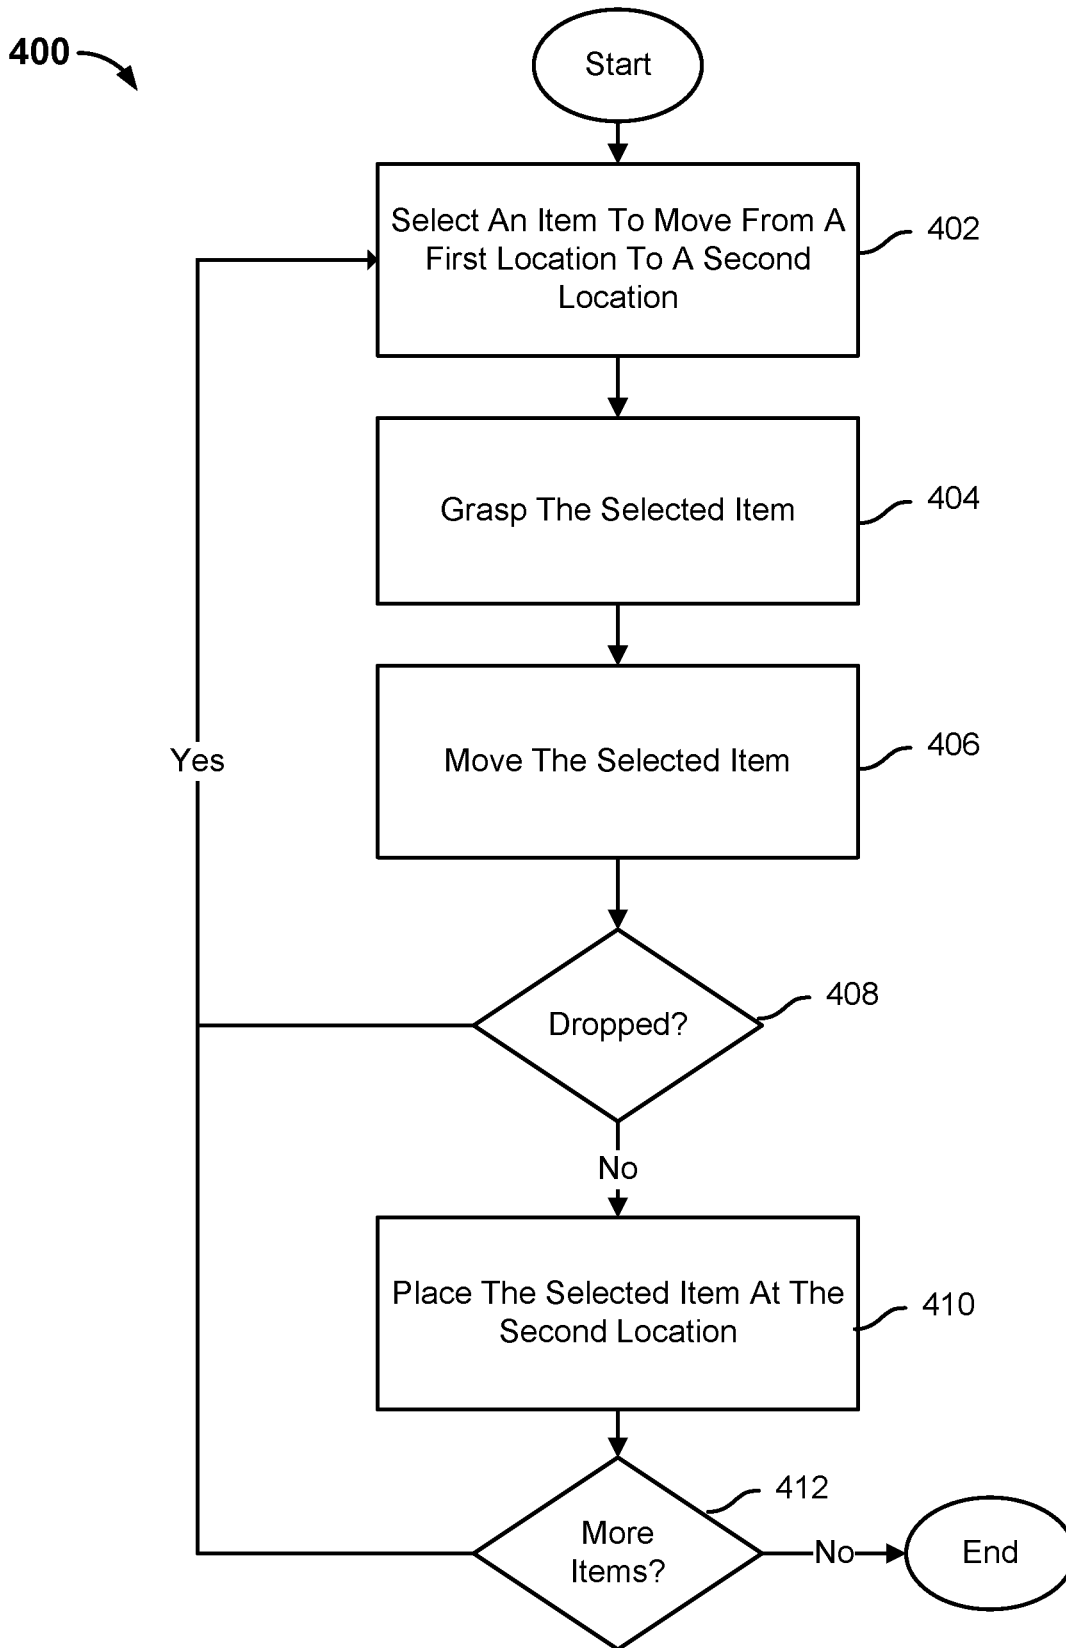 400
Start
Select An Item To Move From A
First Location To A Second
Location
402
Grasp The Selected Item
404
Move The Selected Item
406
Yes
Dropped?
408
No
Place The Selected Item At The
Second Location
410
More
Items?
412
No
End